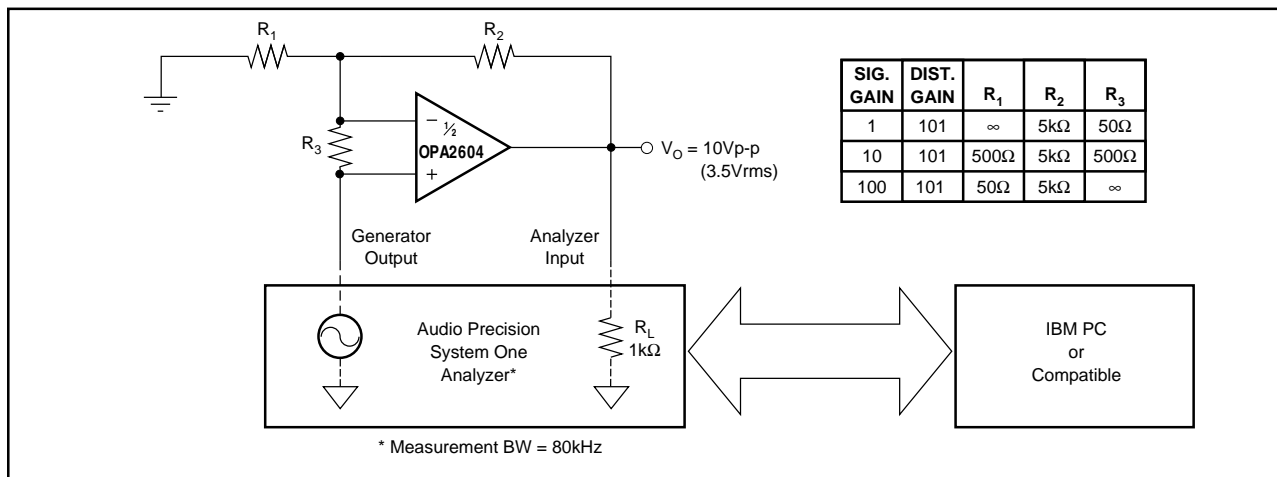 R1
R2
R3
−
½
OPA2604
+
VO = 10Vp-p
(3.5Vrms)
SIG. GAIN DIST. GAIN R1 R2 R3
1 101 ∞ 5kΩ 50Ω
10 101 500Ω 5kΩ 500Ω
100 101 50Ω 5kΩ ∞
Generator
Output
Analyzer
Input
Audio Precision
System One
Analyzer*
RL
1kΩ
IBM PC
or
Compatible
* Measurement BW = 80kHz